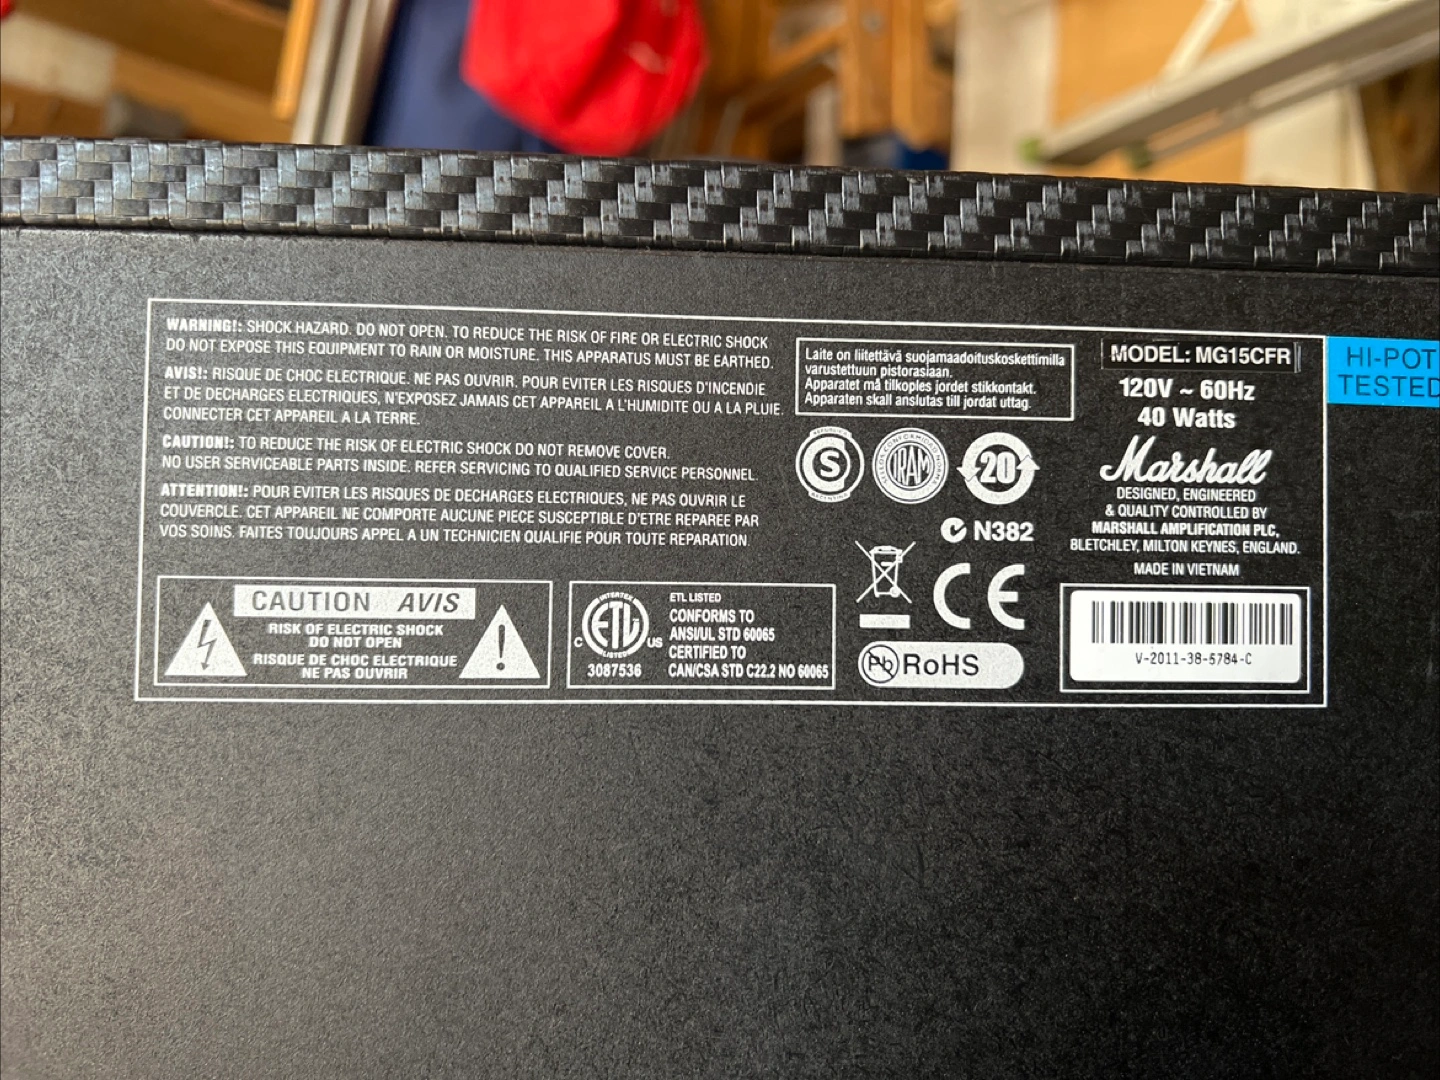 WARNING!: SHOCK HAZARD. DO NOT OPEN. TO REDUCE THE RISK OF FIRE OR ELECTRIC SHOCK
DO NOT EXPOSE THIS EQUIPMENT TO RAIN OR MOISTURE. THIS APPARATUS MUST BE EARTHED.
AVIS!: RISQUE DE CHOC ELECTRIQUE. NE PAS OUVRIR. POUR EVITER LES RISQUES D'INCENDIE
ET DE DECHARGES ELECTRIQUES, N'EXPOSEZ JAMAIS CET APPAREIL A L'HUMIDITE OU A LA PLUIE.
CONNECTER CET APPAREIL A LA TERRE.
CAUTION!: TO REDUCE THE RISK OF ELECTRIC SHOCK DO NOT REMOVE COVER.
NO USER SERVICEABLE PARTS INSIDE. REFER SERVICING TO QUALIFIED SERVICE PERSONNEL.
ATTENTION!: POUR EVITER LES RISQUES DE DECHARGES ELECTRIQUES, NE PAS OUVRIR LE
COUVERCLE. CET APPAREIL NE COMPORTE AUCUNE PIECE SUSCEPTIBLE D'ETRE REPAREE PAR
VOS SOINS. FAITES TOUJOURS APPEL A UN TECHNICIEN QUALIFIE POUR TOUTE REPARATION.
CAUTION AVIS
RISK OF ELECTRIC SHOCK
DO NOT OPEN
RISQUE DE CHOC ELECTRIQUE
NE PAS OUVRIR
INTERTEK
ETL
LISTED
C US
3087536
ETL LISTED
CONFORMS TO
ANSI/UL STD 60065
CERTIFIED TO
CAN/CSA STD C22.2 NO 60065
Laite on liitettävä suojamaadoituskoskettimilla
varustettuun pistorasiaan.
Apparatet må tilkoples jordet stikkontakt.
Apparaten skall anslutas till jordat uttag.
REPUBLICA
S
ARGENTINA
IRAM
20
N382
CE
Pb RoHS
MODEL: MG15CFR
120V ~ 60Hz
40 Watts
Marshall
DESIGNED, ENGINEERED
& QUALITY CONTROLLED BY
MARSHALL AMPLIFICATION PLC,
BLETCHLEY, MILTON KEYNES, ENGLAND.
MADE IN VIETNAM
V-2011-38-5784-C
HI-POT
TESTED